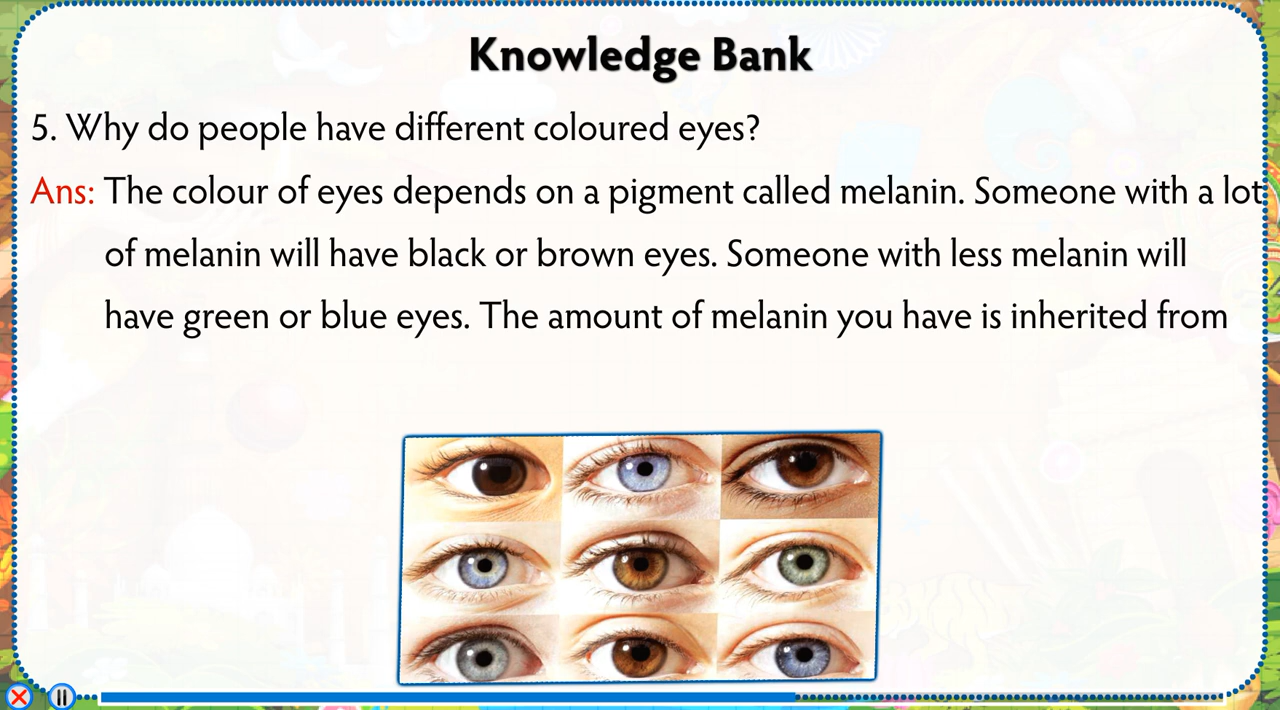 Knowledge Bank
5. Why do people have different coloured eyes?
Ans: The colour of eyes depends on a pigment called melanin. Someone with a lot
of melanin will have black or brown eyes. Someone with less melanin will
have green or blue eyes. The amount of melanin you have is inherited from